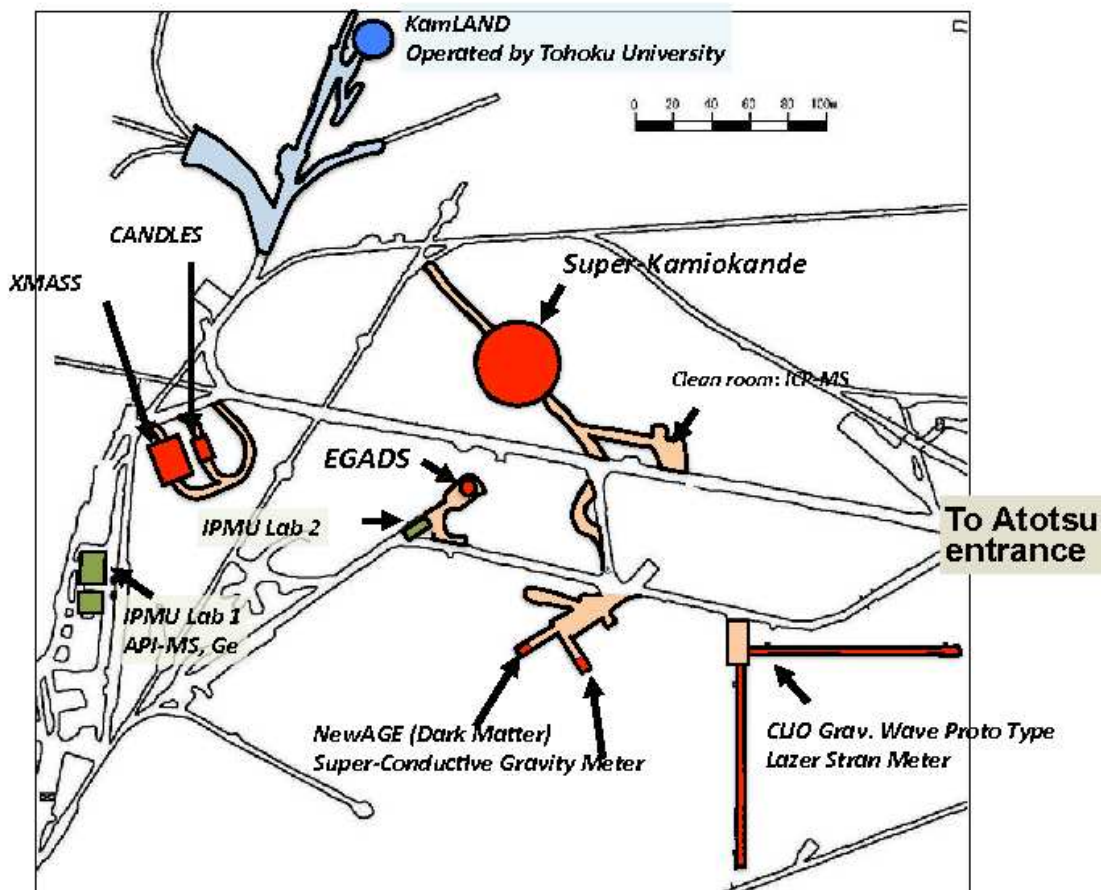 KamLAND
Operated by Tohoku University
0 20 40 60 80 100m
CANDLES
XMASS
Super-Kamiokande
Clean room: ICP-MS
EGADS
IPMU Lab 2
To Atotsu
entrance
IPMU Lab 1
API-MS, Ge
NewAGE (Dark Matter)
Super-Conductive Gravity Meter
CLIO Grav. Wave Proto Type
Lazer Stran Meter